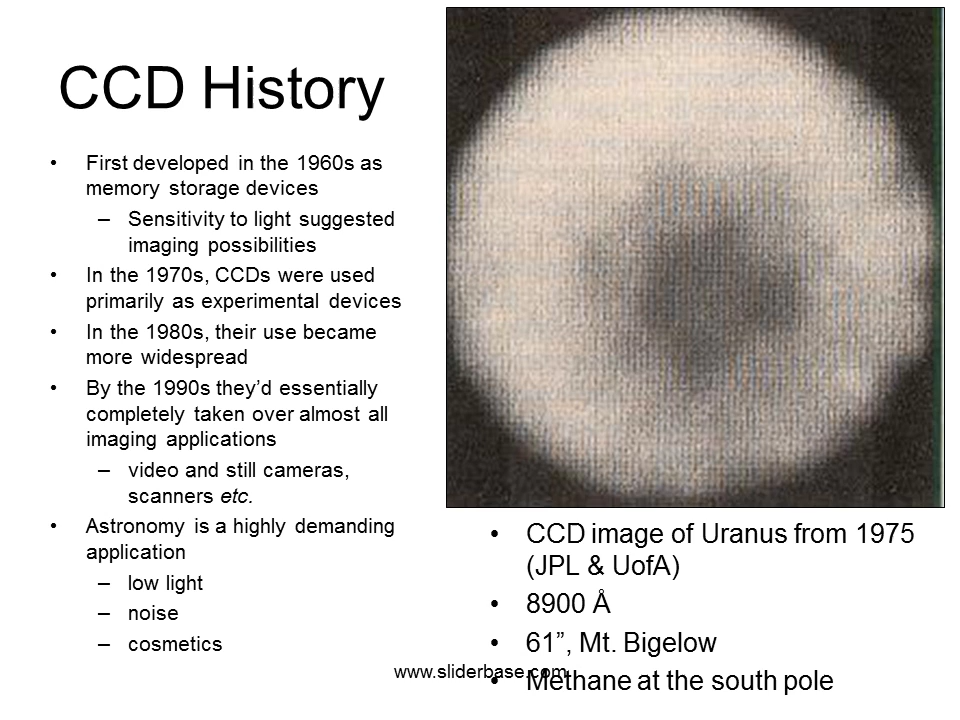 CCD History
• First developed in the 1960s as
memory storage devices
– Sensitivity to light suggested
imaging possibilities
• In the 1970s, CCDs were used
primarily as experimental devices
• In the 1980s, their use became
more widespread
• By the 1990s they’d essentially
completely taken over almost all
imaging applications
– video and still cameras,
scanners etc.
• Astronomy is a highly demanding
application
– low light
– noise
– cosmetics
• CCD image of Uranus from 1975
(JPL & UofA)
• 8900 Å
• 61”, Mt. Bigelow
• Methane at the south pole
www.sliderbase.com